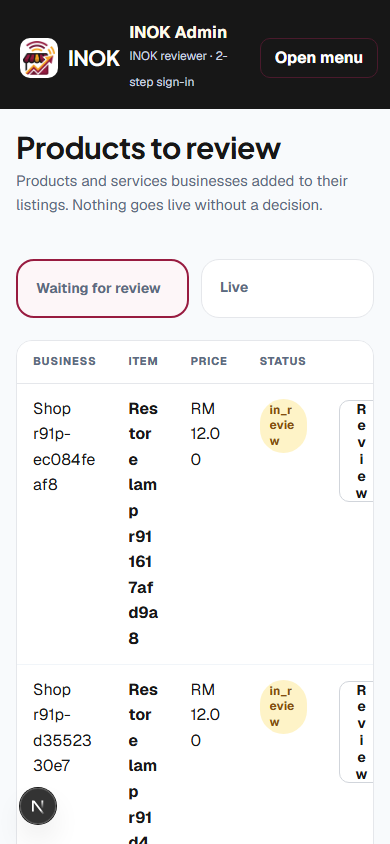 INOK
INOK Admin
INOK reviewer · 2-
step sign-in
Open menu
Products to review
Products and services businesses added to their
listings. Nothing goes live without a decision.
Waiting for review
Live
BUSINESS ITEM PRICE STATUS
Shop
r91p-
ec084fe
af8
Res
tor
e
lam
p
r91
161
7af
d9a
8
RM
12.0
0
in_r
evie
w
R
e
v
i
e
w
Shop
r91p-
d35523
30e7
Res
tor
e
lam
p
r91
d4
RM
12.0
0
in_r
evie
w
R
e
v
i
e
w
N